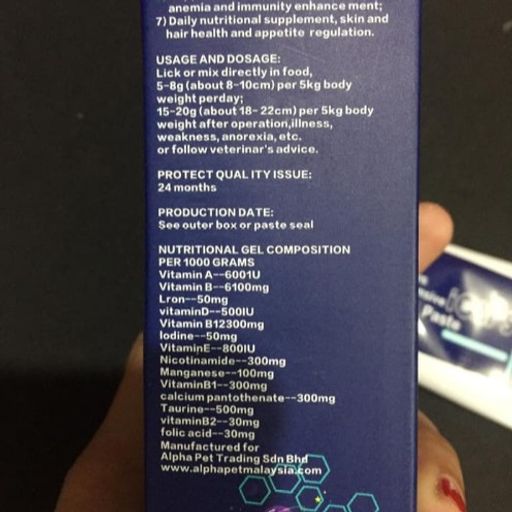 anemia and immunity enhance ment;
7) Daily nutritional supplement, skin and
hair health and appetite regulation.
USAGE AND DOSAGE:
Lick or mix directly in food,
5-8g (about 8-10cm) per 5kg body
weight perday;
15-20g (about 18- 22cm) per 5kg body
weight after operation,illness,
weakness, anorexia, etc.
or follow veterinar's advice.
PROTECT QUAL ITY ISSUE:
24 months
PRODUCTION DATE:
See outer box or paste seal
NUTRITIONAL GEL COMPOSITION
PER 1000 GRAMS
Vitamin A--600IU
Vitamin B--6100mg
Lron--50mg
vitaminD--500IU
Vitamin B12300mg
Iodine--50mg
VitaminE--800IU
Nicotinamide--300mg
Manganese--100mg
VitaminB1--300mg
calcium pantothenate--300mg
Taurine--500mg
vitaminB2--30mg
folic acid--30mg
Manufactured for
Alpha Pet Trading Sdn Bhd
www.alphapetmalaysia.com
Paste